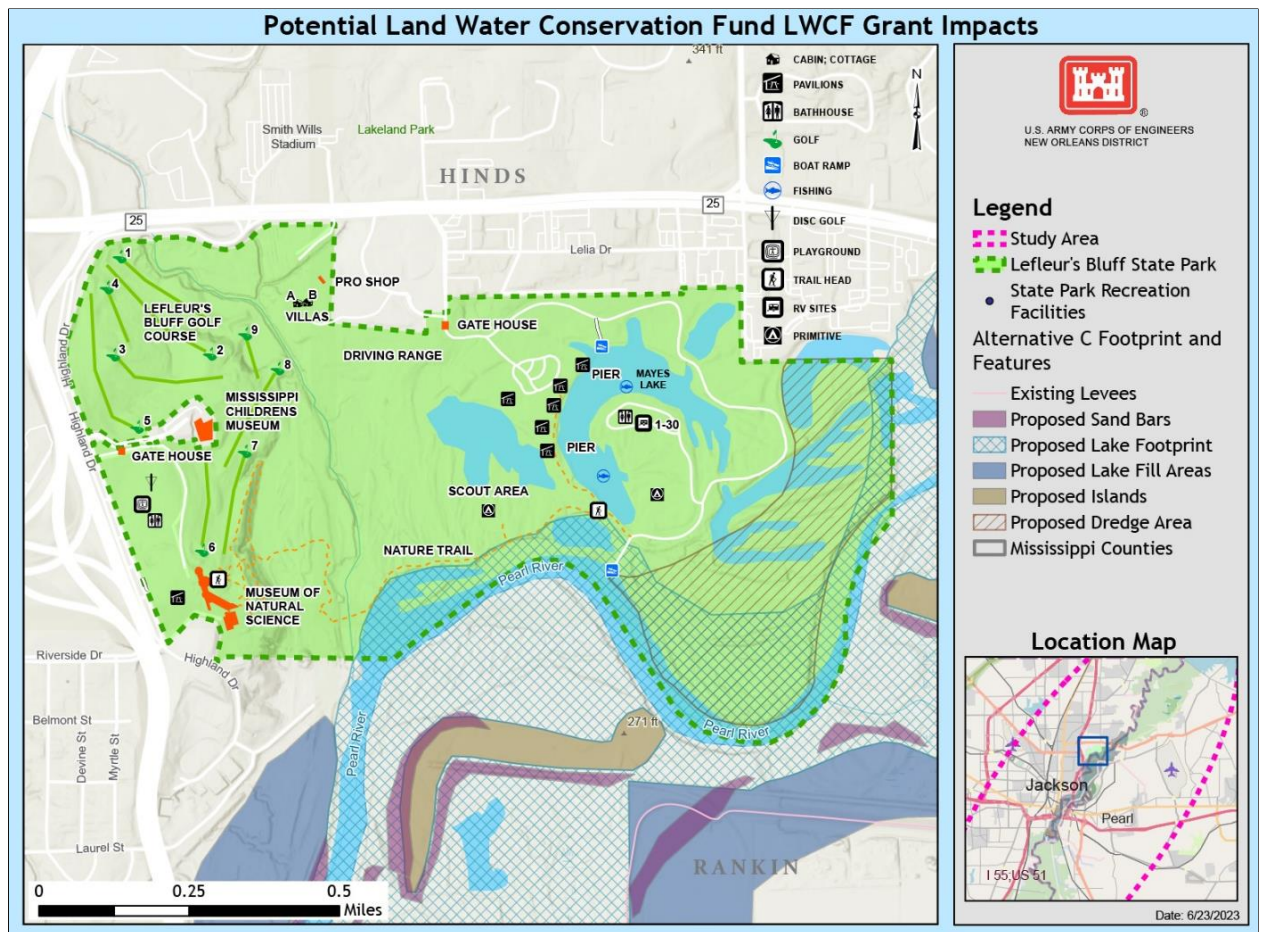 Potential Land Water Conservation Fund LWCF Grant Impacts
341 ft
CABIN; COTTAGE
PAVILIONS
BATHHOUSE
GOLF
BOAT RAMP
FISHING
DISC GOLF
PLAYGROUND
TRAIL HEAD
RV SITES
PRIMITIVE
N
Smith Wills
Stadium
Lakeland Park
HINDS
25
25
Lelia Dr
1
4
LEFLEUR'S
BLUFF GOLF
COURSE
A
B
VILLAS
PRO SHOP
GATE HOUSE
9
3
2
8
DRIVING RANGE
PIER
MAYES
LAKE
Highland Dr
Highland Dr
MISSISSIPPI
CHILDRENS
MUSEUM
5
7
1-30
PIER
GATE HOUSE
SCOUT AREA
6
NATURE TRAIL
Pearl River
MUSEUM OF
NATURAL
SCIENCE
Riverside Dr
Highland Dr
Belmont St
Devine St
Myrtle St
Pearl River
271 ft
Pearl River
Laurel St
RANKIN
0
0.25
0.5
Miles
®
U.S. ARMY CORPS OF ENGINEERS
NEW ORLEANS DISTRICT
Legend
Study Area
Lefleur's Bluff State Park
State Park Recreation
Facilities
Alternative C Footprint and
Features
Existing Levees
Proposed Sand Bars
Proposed Lake Footprint
Proposed Lake Fill Areas
Proposed Islands
Proposed Dredge Area
Mississippi Counties
Location Map
Jackson
Pearl
I 55;US 51
Date: 6/23/2023